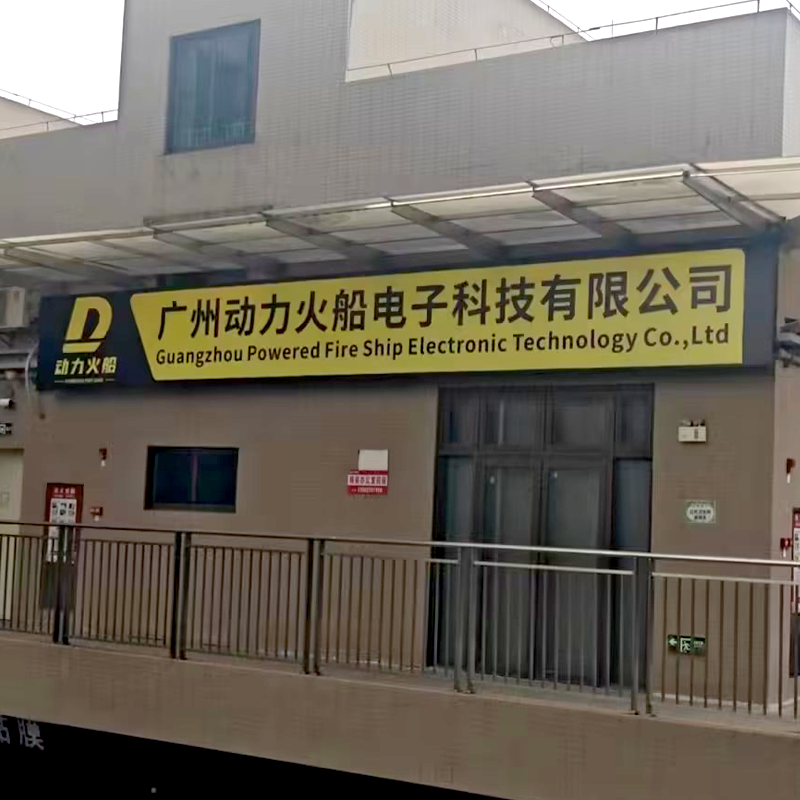 动力火船
广州动力火船电子科技有限公司
Guangzhou Powered Fire Ship Electronic Technology Co.,Ltd
膜